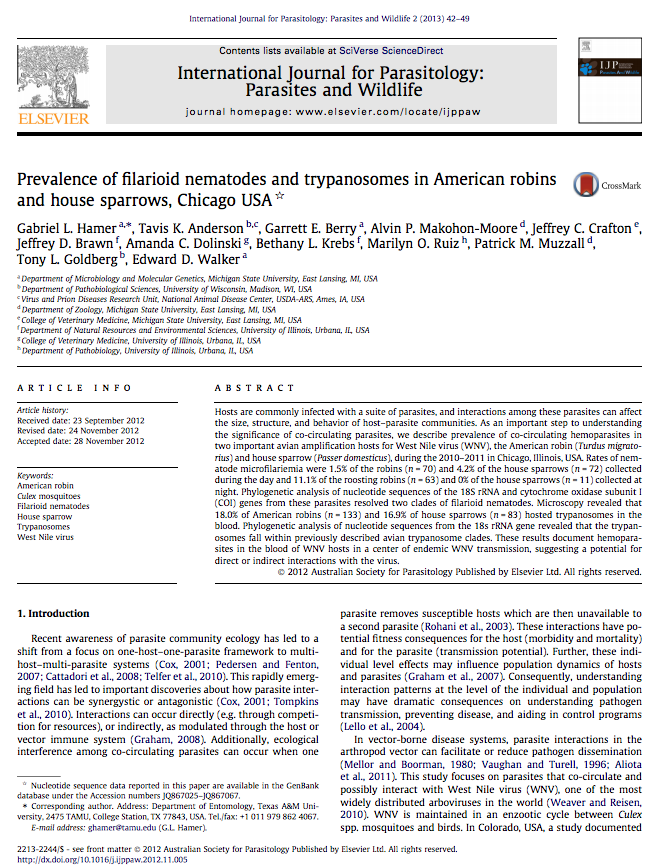 International Journal for Parasitology: Parasites and Wildlife 2 (2013) 42–49
Contents lists available at SciVerse ScienceDirect
International Journal for Parasitology:
Parasites and Wildlife
journal homepage: www.elsevier.com/locate/ijppaw
ELSEVIER
IJP
Prevalence of filarioid nematodes and trypanosomes in American robins
and house sparrows, Chicago USA ☆
CrossMark
Gabriel L. Hamer a,*, Tavis K. Anderson b,c, Garrett E. Berry a, Alvin P. Makohon-Moore d, Jeffrey C. Crafton e,
Jeffrey D. Brawn f, Amanda C. Dolinski g, Bethany L. Krebs f, Marilyn O. Ruiz h, Patrick M. Muzzall d,
Tony L. Goldberg b, Edward D. Walker a
a Department of Microbiology and Molecular Genetics, Michigan State University, East Lansing, MI, USA
b Department of Pathobiological Sciences, University of Wisconsin, Madison, WI, USA
c Virus and Prion Diseases Research Unit, National Animal Disease Center, USDA-ARS, Ames, IA, USA
d Department of Zoology, Michigan State University, East Lansing, MI, USA
e College of Veterinary Medicine, Michigan State University, East Lansing, MI, USA
f Department of Natural Resources and Environmental Sciences, University of Illinois, Urbana, IL, USA
g College of Veterinary Medicine, University of Illinois, Urbana, IL, USA
h Department of Pathobiology, University of Illinois, Urbana, IL, USA
ARTICLE INFO
Article history:
Received date: 23 September 2012
Revised date: 24 November 2012
Accepted date: 28 November 2012
Keywords:
American robin
Culex mosquitoes
Filarioid nematodes
House sparrow
Trypanosomes
West Nile virus
ABSTRACT
Hosts are commonly infected with a suite of parasites, and interactions among these parasites can affect
the size, structure, and behavior of host–parasite communities. As an important step to understanding
the significance of co-circulating parasites, we describe prevalence of co-circulating hemoparasites in
two important avian amplification hosts for West Nile virus (WNV), the American robin (Turdus migrato-
rius) and house sparrow (Passer domesticus), during the 2010–2011 in Chicago, Illinois, USA. Rates of nem-
atode microfilariemia were 1.5% of the robins (n = 70) and 4.2% of the house sparrows (n = 72) collected
during the day and 11.1% of the roosting robins (n = 63) and 0% of the house sparrows (n = 11) collected at
night. Phylogenetic analysis of nucleotide sequences of the 18S rRNA and cytochrome oxidase subunit I
(COI) genes from these parasites resolved two clades of filarioid nematodes. Microscopy revealed that
18.0% of American robins (n = 133) and 16.9% of house sparrows (n = 83) hosted trypanosomes in the
blood. Phylogenetic analysis of nucleotide sequences from the 18s rRNA gene revealed that the trypan-
osomes fall within previously described avian trypanosome clades. These results document hemopara-
sites in the blood of WNV hosts in a center of endemic WNV transmission, suggesting a potential for
direct or indirect interactions with the virus.
© 2012 Australian Society for Parasitology Published by Elsevier Ltd. All rights reserved.
1. Introduction
Recent awareness of parasite community ecology has led to a
shift from a focus on one-host–one-parasite framework to multi-
host–multi-parasite systems (Cox, 2001; Pedersen and Fenton,
2007; Cattadori et al., 2008; Telfer et al., 2010). This rapidly emerg-
ing field has led to important discoveries about how parasite inter-
actions can be synergistic or antagonistic (Cox, 2001; Tompkins
et al., 2010). Interactions can occur directly (e.g. through competi-
tion for resources), or indirectly, as modulated through the host or
vector immune system (Graham, 2008). Additionally, ecological
interference among co-circulating parasites can occur when one
☆ Nucleotide sequence data reported in this paper are available in the GenBank
database under the Accession numbers JQ867025–JQ867067.
* Corresponding author. Address: Department of Entomology, Texas A&M Uni-
versity, 2475 TAMU, College Station, TX 77843, USA. Tel./fax: +1 011 979 862 4067.
E-mail address: ghamer@tamu.edu (G.L. Hamer).
parasite removes susceptible hosts which are then unavailable to
a second parasite (Rohani et al., 2003). These interactions have po-
tential fitness consequences for the host (morbidity and mortality)
and for the parasite (transmission potential). Further, these indi-
vidual level effects may influence population dynamics of hosts
and parasites (Graham et al., 2007). Consequently, understanding
interaction patterns at the level of the individual and population
may have dramatic consequences on understanding pathogen
transmission, preventing disease, and aiding in control programs
(Lello et al., 2004).
In vector-borne disease systems, parasite interactions in the
arthropod vector can facilitate or reduce pathogen dissemination
(Mellor and Boorman, 1980; Vaughan and Turell, 1996; Aliota
et al., 2011). This study focuses on parasites that co-circulate and
possibly interact with West Nile Virus (WNV), one of the most
widely distributed arboviruses in the world (Weaver and Reisen,
2010). WNV is maintained in an enzootic cycle between Culex
spp. mosquitoes and birds. In Colorado, USA, a study documented
2213-2244/$ - see front matter © 2012 Australian Society for Parasitology Published by Elsevier Ltd. All rights reserved.
http://dx.doi.org/10.1016/j.ijppaw.2012.11.005